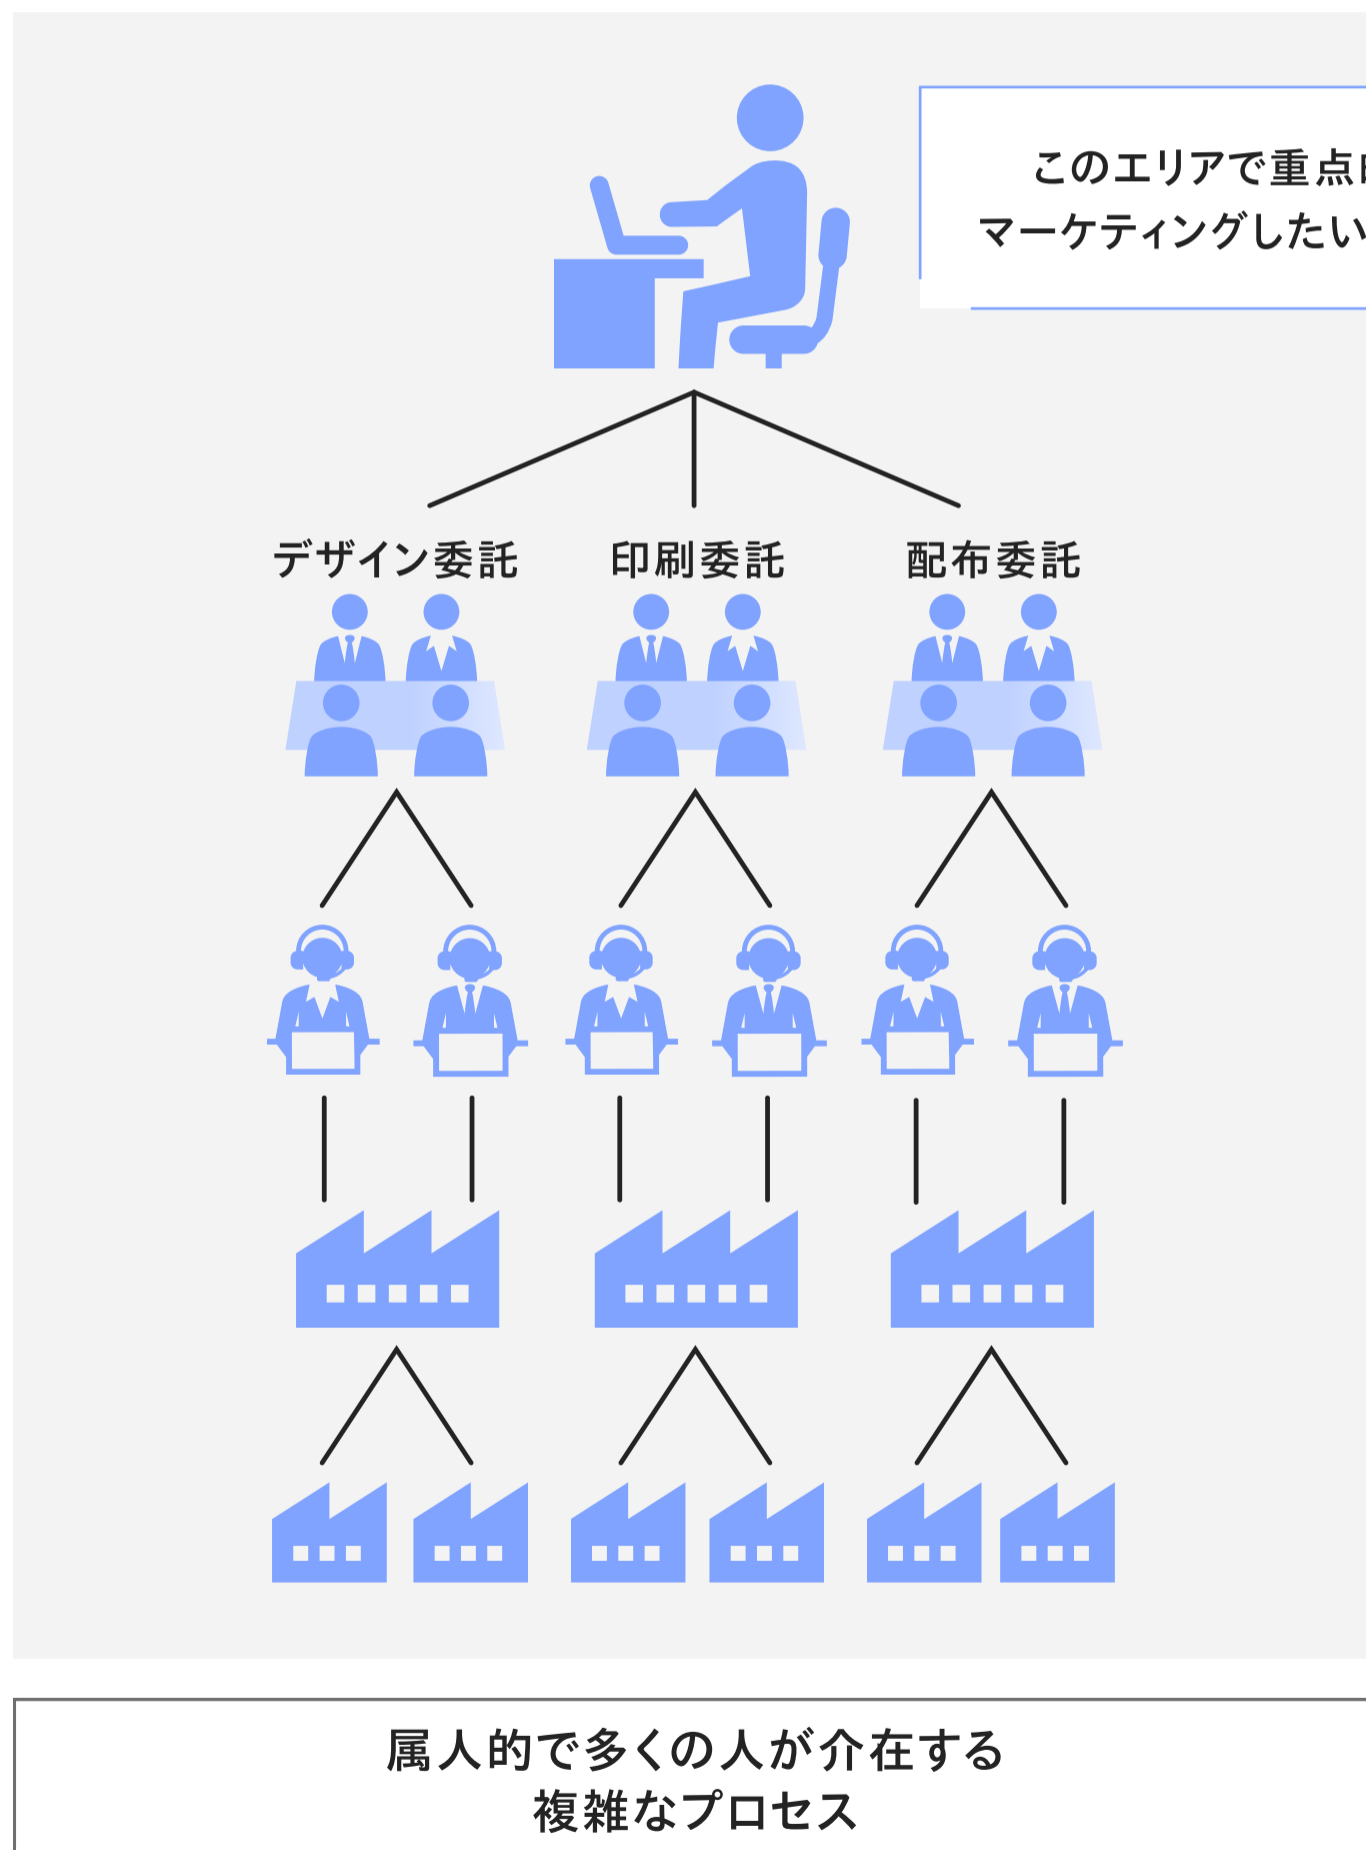 このエリアで重点
マーケティングしたい
デザイン委託
印刷委託
配布委託
属人的で多くの人が介在する
複雑なプロセス